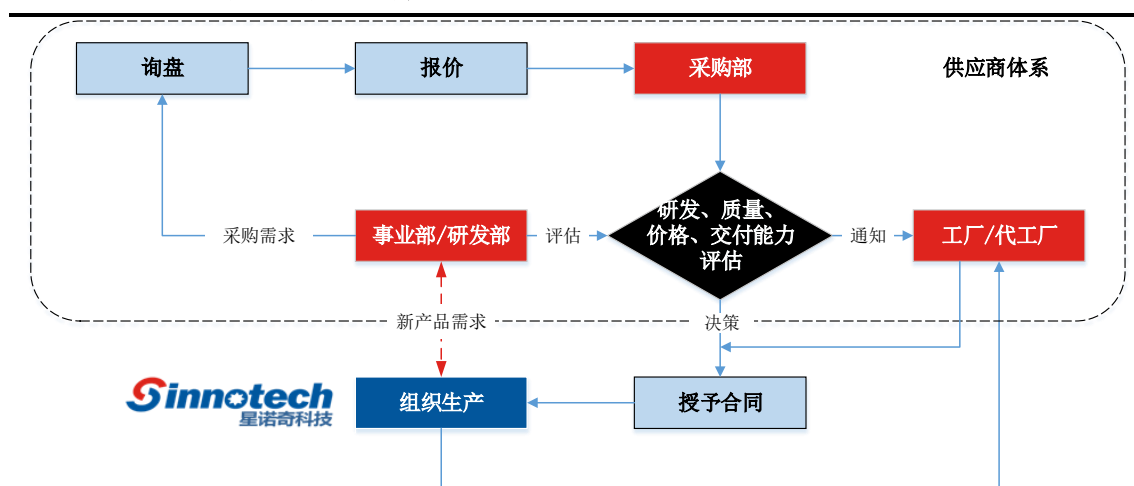 询盘
报价
采购部
供应商体系
研发、质量、
价格、交付能力
评估
采购需求
事业部/研发部
评估
通知
工厂/代工厂
新产品需求
决策
Sinnotech
星诺奇科技
组织生产
授予合同